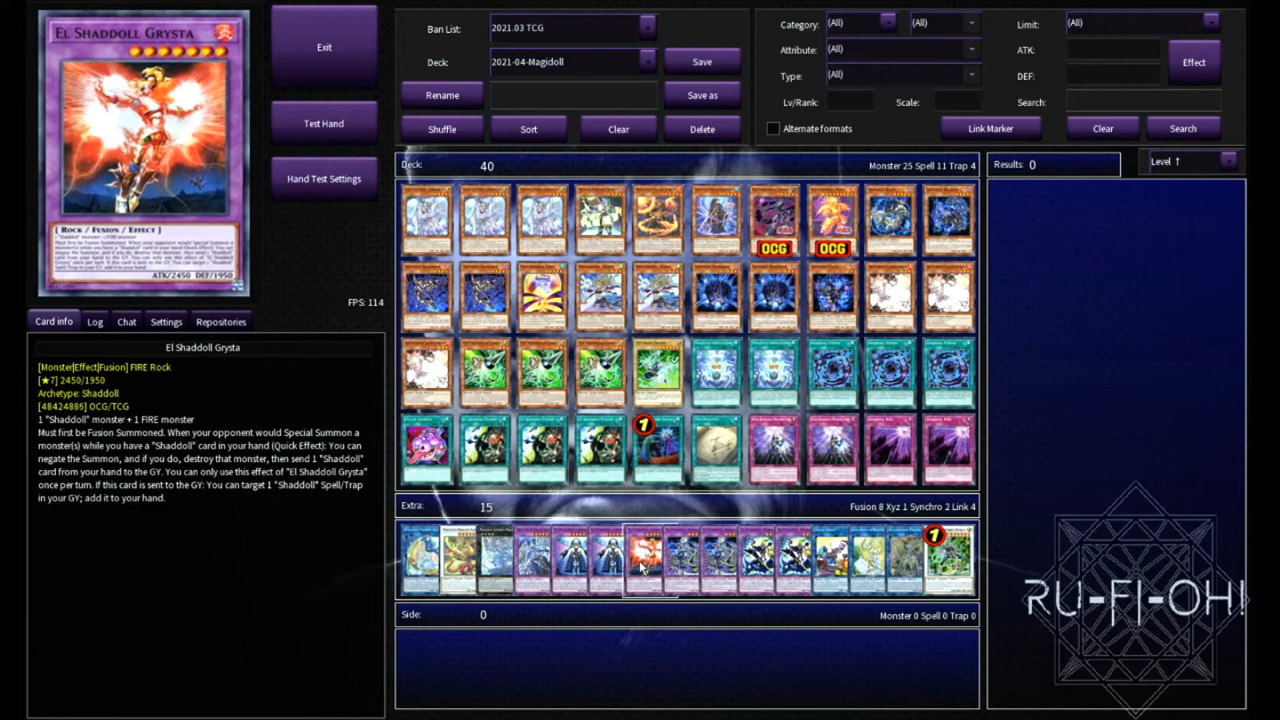 EL SHADDOLL GRYSTA
[ ROCK / FUSION / EFFECT ]
ATK/2450 DEF/1950
Exit
Test Hand
Hand Test Settings
FPS: 114
Card info
Log
Chat
Settings
Repositories
El Shaddoll Grysta
[Monster|Effect|Fusion] FIRE Rock
[★7] 2450/1950
Archetype: Shaddoll
[48424886] OCG/TCG
1 "Shaddoll" monster + 1 FIRE monster
Must first be Fusion Summoned. When your opponent would Special Summon a
monster(s) while you have a "Shaddoll" card in your hand (Quick Effect): You can
negate the Summon, and if you do, destroy that monster, then send 1 "Shaddoll"
card from your hand to the GY. You can only use this effect of "El Shaddoll Grysta"
once per turn. If this card is sent to the GY: You can target 1 "Shaddoll" Spell/Trap
in your GY; add it to your hand.
Ban List:
2021.03 TCG
Deck:
2021-04-Magidoll
Save
Rename
Save as
Shuffle
Sort
Clear
Delete
Category:
(All)
(All)
Limit:
(All)
Attribute:
(All)
ATK:
Effect
Type:
(All)
DEF:
Lv/Rank:
Scale:
Search:
Alternate formats
Link Marker
Clear
Search
Deck:
40
Monster 25 Spell 11 Trap 4
Results: 0
Level ↑
OCG
OCG
1
Extra:
15
Fusion 8 Xyz 1 Synchro 2 Link 4
1
Side:
0
Monster 0 Spell 0 Trap 0
RU-FI-OH!